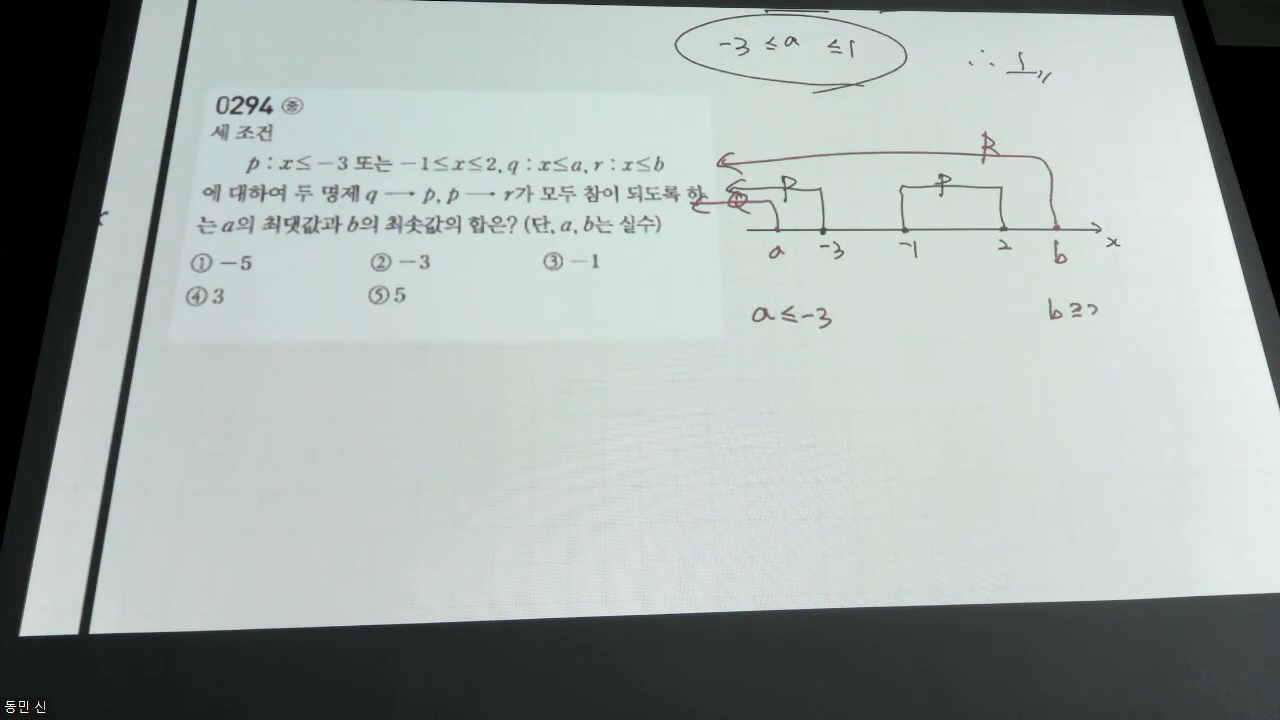 -3 ≤ a ≤ 1
∴ 1
0294 중
세 조건
p : x≤-3 또는 -1≤x≤2, q : x≤a, r : x≤b
에 대하여 두 명제 q → p, p → r가 모두 참이 되도록 하
는 a의 최댓값과 b의 최솟값의 합은? (단, a, b는 실수)
① -5 ② -3 ③ -1
④ 3 ⑤ 5
R
P P
a -3 -1 2 b x
a ≤ -3 b ≥ 2
동민 신